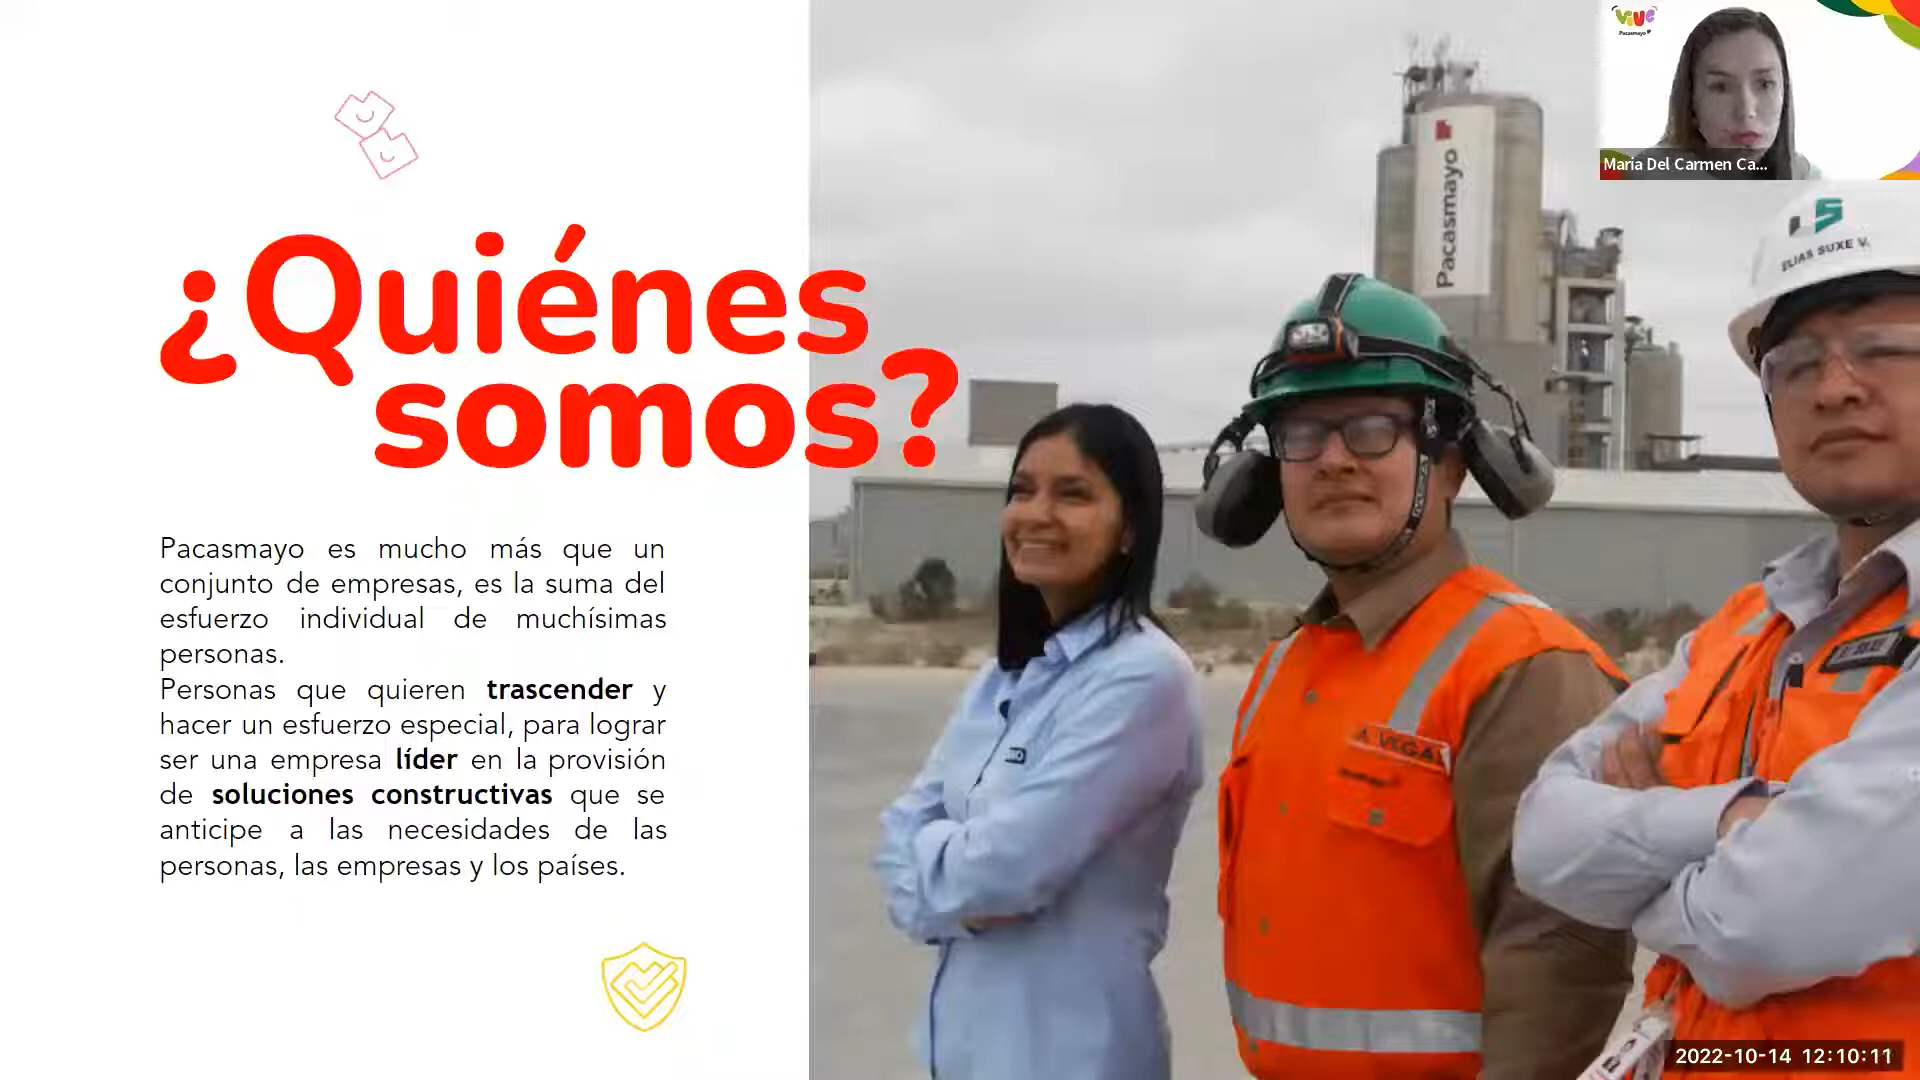 ¿Quiénes
somos?
Pacasmayo es mucho más que un
conjunto de empresas, es la suma del
esfuerzo individual de muchísimas
personas.
Personas que quieren trascender y
hacer un esfuerzo especial, para lograr
ser una empresa líder en la provisión
de soluciones constructivas que se
anticipe a las necesidades de las
personas, las empresas y los países.
Pacasmayo
vive
Pacasmayo
Maria Del Carmen Ca...
ELIAS SUXE V.
A. VEGA
2022-10-14 12:10:11